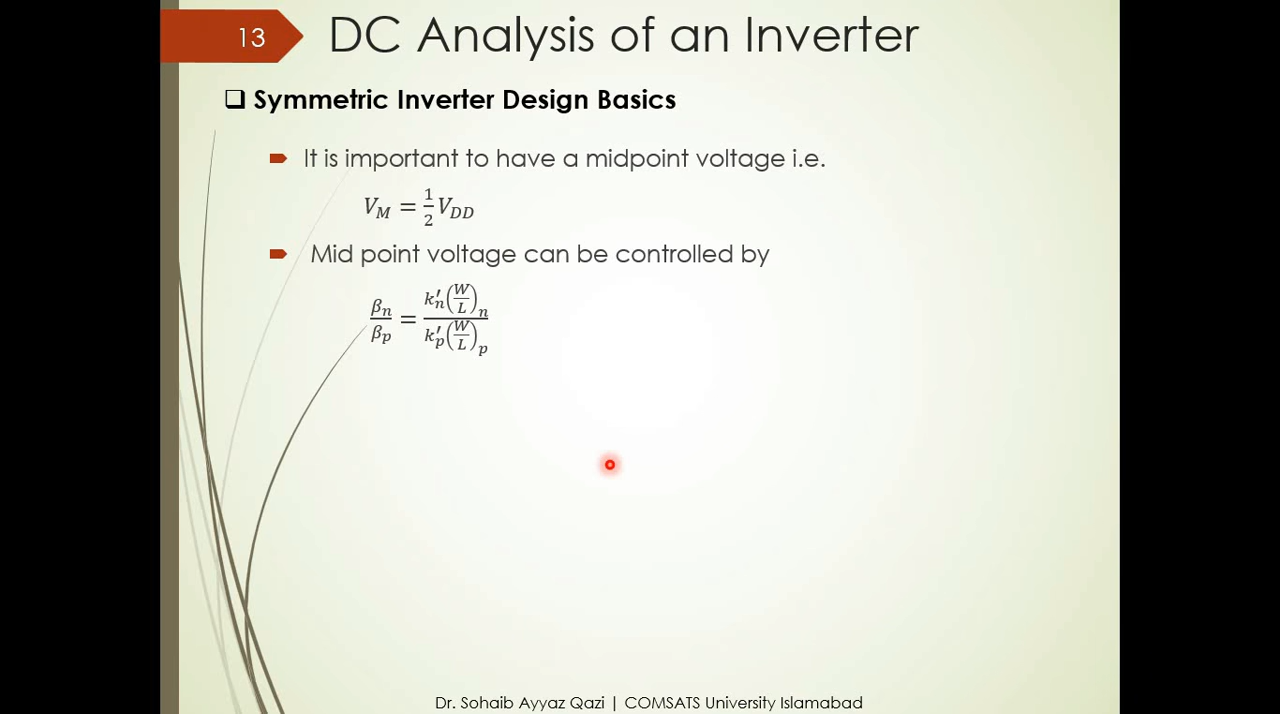 13
DC Analysis of an Inverter
❑ Symmetric Inverter Design Basics
It is important to have a midpoint voltage i.e.
V_M = 1/2 V_DD
Mid point voltage can be controlled by
β_n/β_p = k′_n(W/L)_n / k′_p(W/L)_p
Dr. Sohaib Ayyaz Qazi | COMSATS University Islamabad